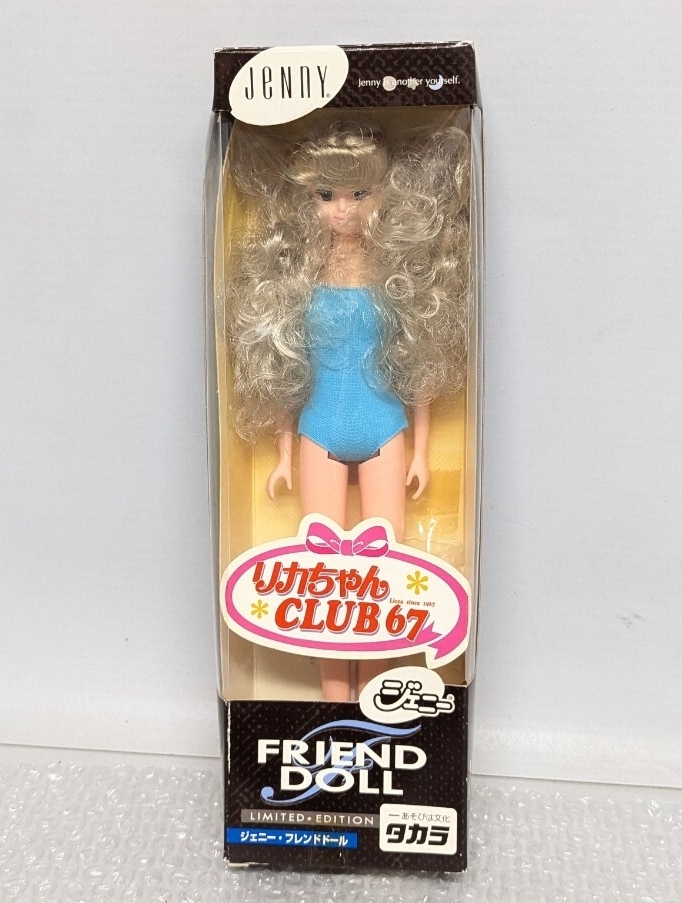 JENNY®
Jenny is another yourself.
リカちゃん
Licca since 1967
CLUB 67
ジェニー
FRIEND
DOLL
LIMITED・EDITION
ジェニー・フレンドドール
あそびは文化
タカラ